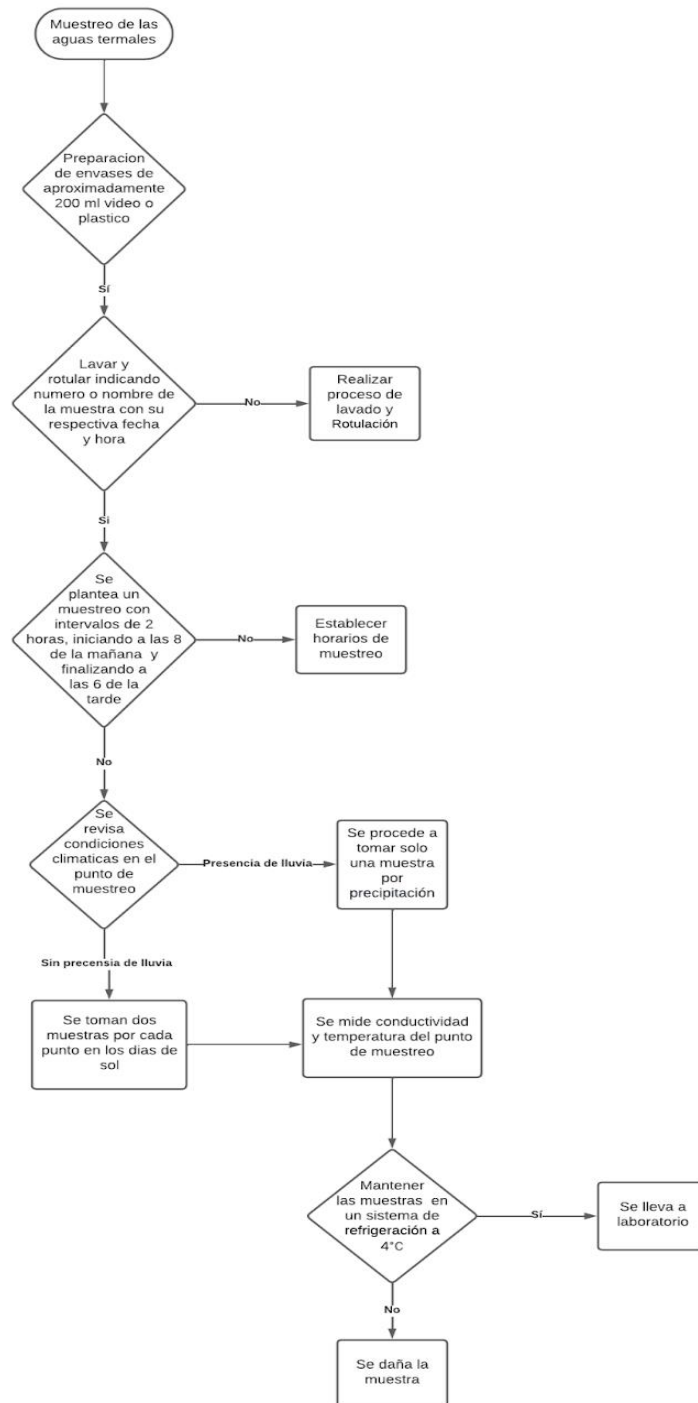 Muestreo de las
aguas termales
Preparacion
de envases de
aproximadamente
200 ml video o
plastico
Sí
Lavar y
rotular indicando
numero o nombre de
la muestra con su
respectiva fecha
y hora
No
Realizar
proceso de
lavado y
Rotulación
Si
Se
plantea un
muestreo con
intervalos de 2
horas, iniciando a las 8
de la mañana y
finalizando a
las 6 de la
tarde
No
Establecer
horarios de
muestreo
No
Se
revisa
condiciones
climaticas en el
punto de
muestreo
Presencia de lluvia
Se procede a
tomar solo
una muestra
por
precipitación
Sin precensia de lluvia
Se toman dos
muestras por cada
punto en los dias de
sol
Se mide conductividad
y temperatura del punto
de muestreo
Mantener
las muestras en
un sistema de
refrigeración a
4°C
Sí
Se lleva a
laboratorio
No
Se daña la
muestra